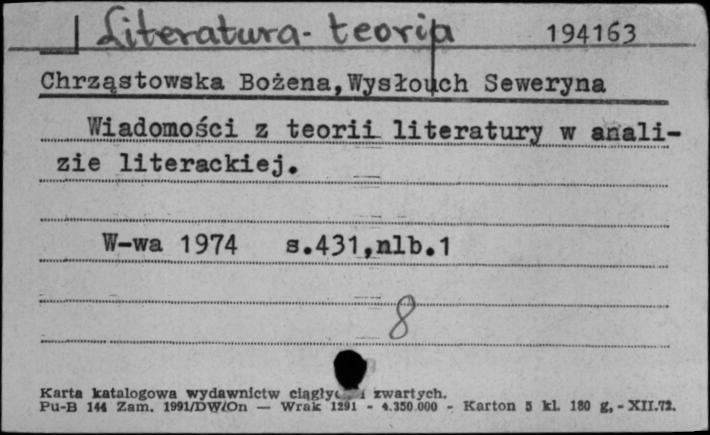 Literatura - teoria
194163
Chrząstowska Bożena,Wysłouch Seweryna
Wiadomości z teorii literatury w anali-
zie literackiej.
W-wa 1974 s.431,nlb.1
8
Karta katalogowa wydawnictw i zwartych.
Pu-B 144 Zam. 1991/DW/On — Wrak 1291 - 4.350.000 - Karton 5 kl. 180 g, - XII.72.